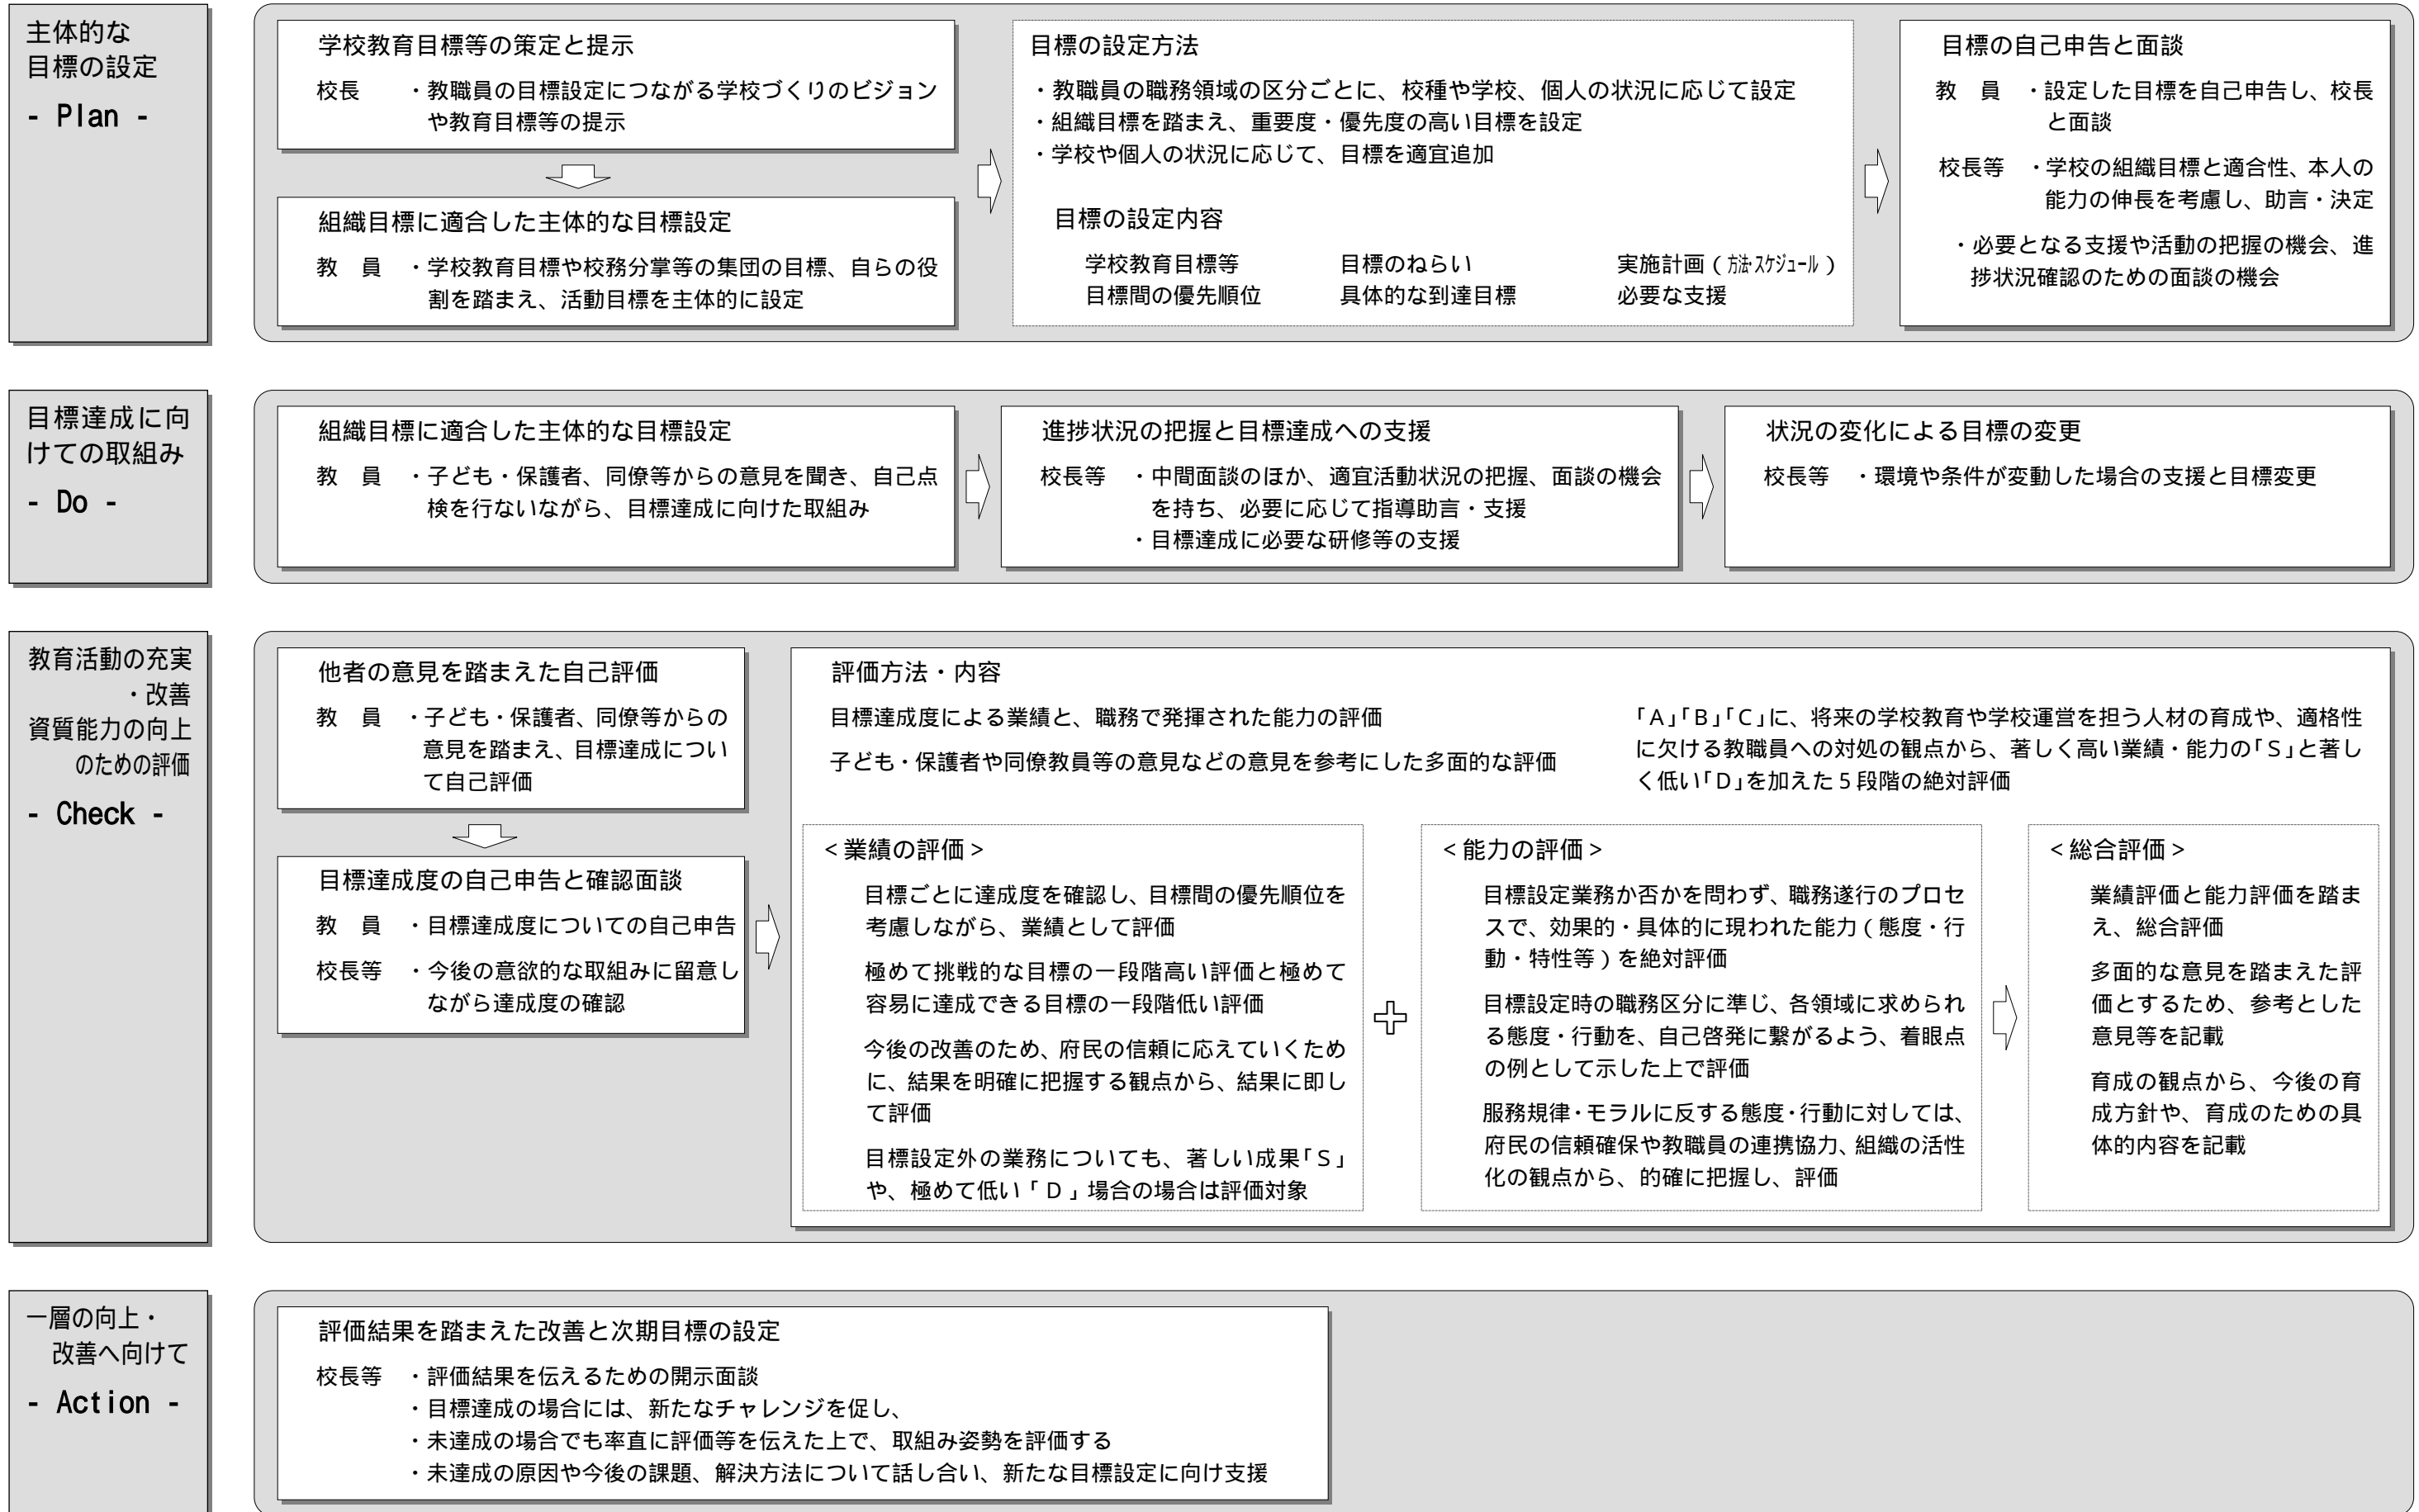 主体的な
目標の設定
- Plan -
学校教育目標等の策定と提示
校長　・教職員の目標設定につながる学校づくりのビジョン
や教育目標等の提示
組織目標に適合した主体的な目標設定
教　員　・学校教育目標や校務分掌等の集団の目標、自らの役
割を踏まえ、活動目標を主体的に設定
目標の設定方法
・教職員の職務領域の区分ごとに、校種や学校、個人の状況に応じて設定
・組織目標を踏まえ、重要度・優先度の高い目標を設定
・学校や個人の状況に応じて、目標を適宜追加
目標の設定内容
学校教育目標等　目標のねらい　実施計画（方法・スケジュール）
目標間の優先順位　具体的な到達目標　必要な支援
目標の自己申告と面談
教　員　・設定した目標を自己申告し、校長
と面談
校長等　・学校の組織目標と適合性、本人の
能力の伸長を考慮し、助言・決定
・必要となる支援や活動の把握の機会、進
捗状況確認のための面談の機会
目標達成に向
けての取組み
- Do -
組織目標に適合した主体的な目標設定
教　員　・子ども・保護者、同僚等からの意見を聞き、自己点
検を行ないながら、目標達成に向けた取組み
進捗状況の把握と目標達成への支援
校長等　・中間面談のほか、適宜活動状況の把握、面談の機会
を持ち、必要に応じて指導助言・支援
・目標達成に必要な研修等の支援
状況の変化による目標の変更
校長等　・環境や条件が変動した場合の支援と目標変更
教育活動の充実
・改善
資質能力の向上
のための評価
- Check -
他者の意見を踏まえた自己評価
教　員　・子ども・保護者、同僚等からの
意見を踏まえ、目標達成につい
て自己評価
目標達成度の自己申告と確認面談
教　員　・目標達成度についての自己申告
校長等　・今後の意欲的な取組みに留意し
ながら達成度の確認
評価方法・内容
目標達成度による業績と、職務で発揮された能力の評価
子ども・保護者や同僚教員等の意見などの意見を参考にした多面的な評価
「Ａ」「Ｂ」「Ｃ」に、将来の学校教育や学校運営を担う人材の育成や、適格性
に欠ける教職員への対処の観点から、著しく高い業績・能力の「Ｓ」と著し
く低い「Ｄ」を加えた５段階の絶対評価
<業績の評価>
目標ごとに達成度を確認し、目標間の優先順位を
考慮しながら、業績として評価
極めて挑戦的な目標の一段階高い評価と極めて
容易に達成できる目標の一段階低い評価
今後の改善のため、府民の信頼に応えていくため
に、結果を明確に把握する観点から、結果に即し
て評価
目標設定外の業務についても、著しい成果「Ｓ」
や、極めて低い「Ｄ」場合の場合は評価対象
<能力の評価>
目標設定業務か否かを問わず、職務遂行のプロセ
スで、効果的・具体的に現われた能力（態度・行
動・特性等）を絶対評価
目標設定時の職務区分に準じ、各領域に求められ
る態度・行動を、自己啓発に繋がるよう、着眼点
の例として示した上で評価
服務規律・モラルに反する態度・行動に対しては、
府民の信頼確保や教職員の連携協力、組織の活性
化の観点から、的確に把握し、評価
<総合評価>
業績評価と能力評価を踏ま
え、総合評価
多面的な意見を踏まえた評
価とするため、参考とした
意見等を記載
育成の観点から、今後の育
成方針や、育成のための具
体的内容を記載
一層の向上・
改善へ向けて
- Action -
評価結果を踏まえた改善と次期目標の設定
校長等　・評価結果を伝えるための開示面談
・目標達成の場合には、新たなチャレンジを促し、
・未達成の場合でも率直に評価等を伝えた上で、取組み姿勢を評価する
・未達成の原因や今後の課題、解決方法について話し合い、新たな目標設定に向け支援